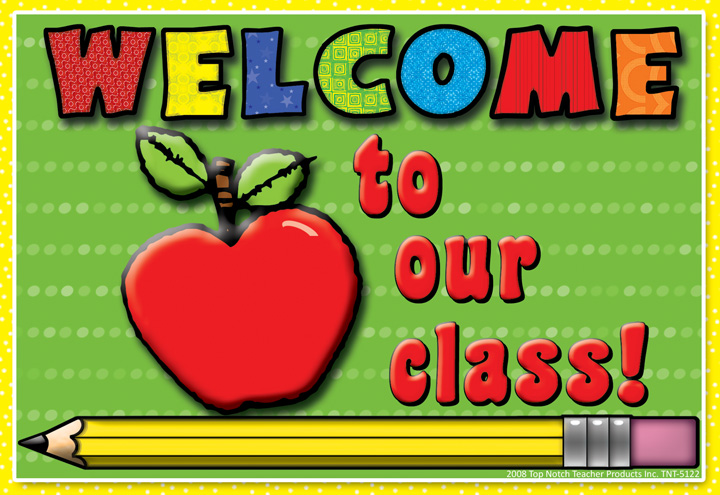 WELCOME
to
our
class!
2008 Top Notch Teacher Products Inc. TNT-5122